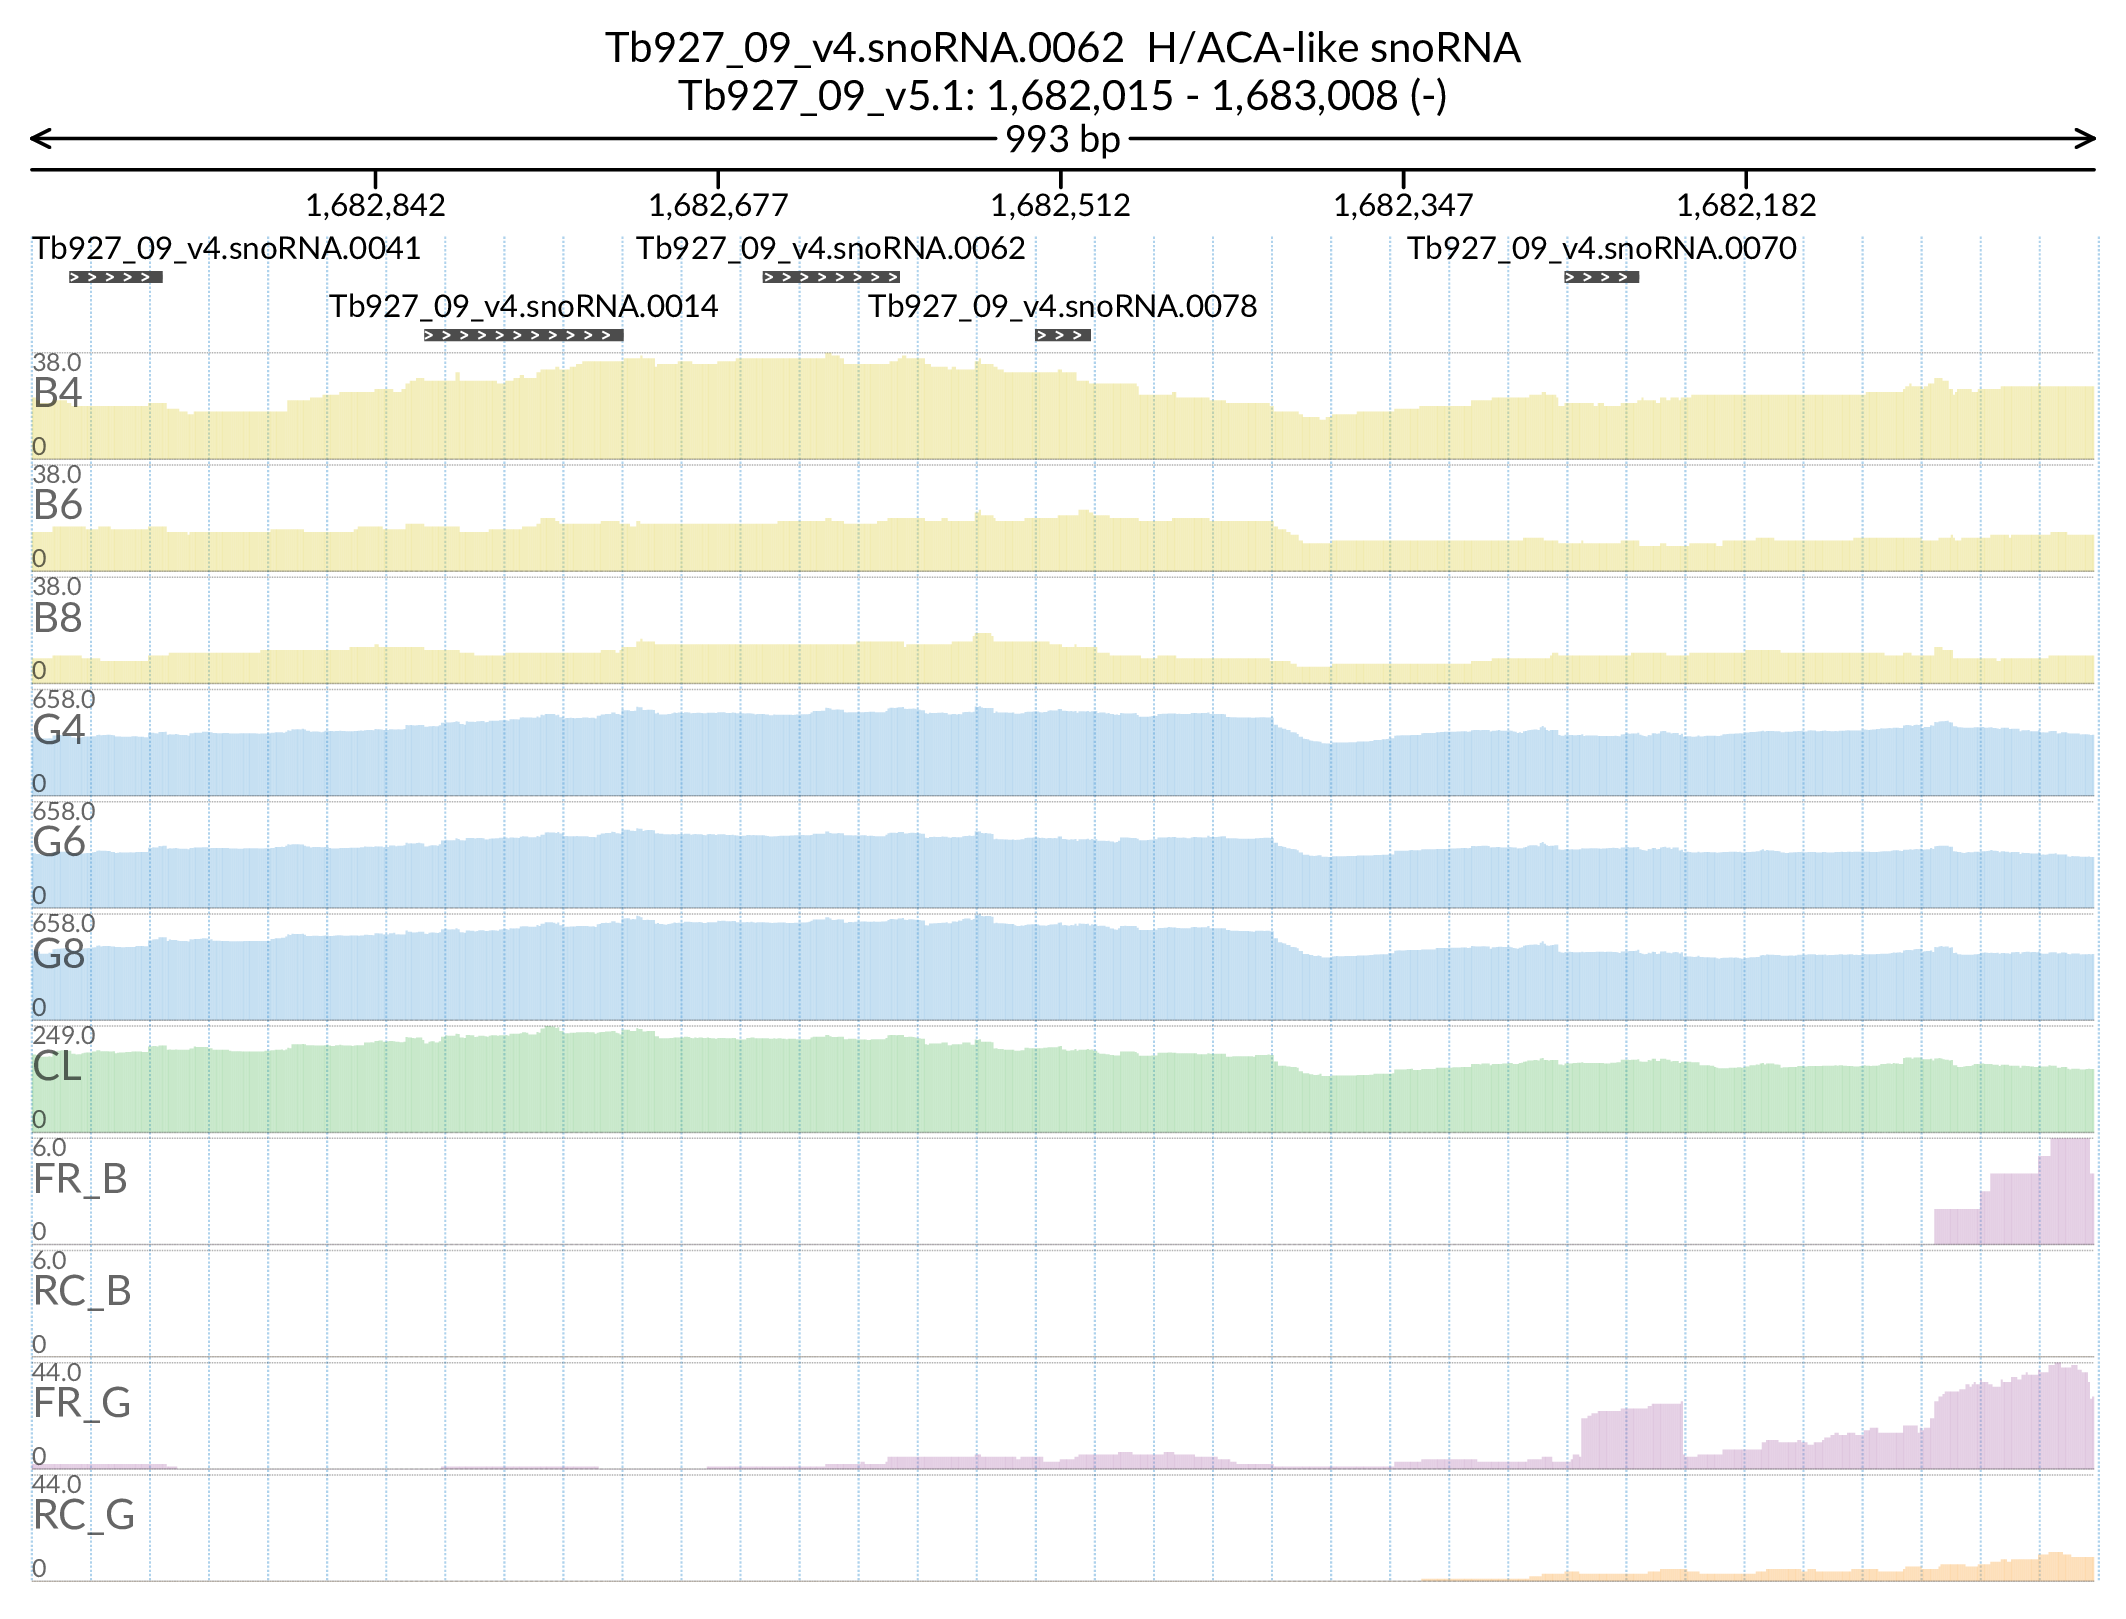 Tb927_09_v4.snoRNA.0062 H/ACA-like snoRNA
Tb927_09_v5.1: 1,682,015 - 1,683,008 (-)
993 bp
1,682,842 1,682,677 1,682,512 1,682,347 1,682,182
Tb927_09_v4.snoRNA.0041 Tb927_09_v4.snoRNA.0062 Tb927_09_v4.snoRNA.0070
Tb927_09_v4.snoRNA.0014 Tb927_09_v4.snoRNA.0078
38.0
B4
0
38.0
B6
0
38.0
B8
0
658.0
G4
0
658.0
G6
0
658.0
G8
0
249.0
CL
0
6.0
FR_B
0
6.0
RC_B
0
44.0
FR_G
0
44.0
RC_G
0